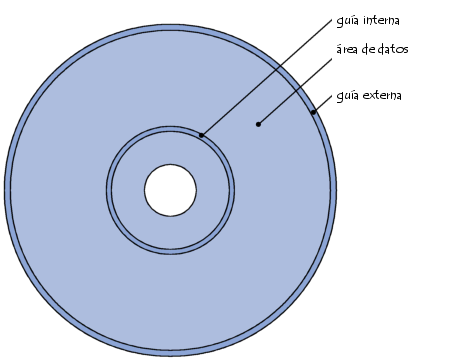 guía interna
área de datos
guía externa